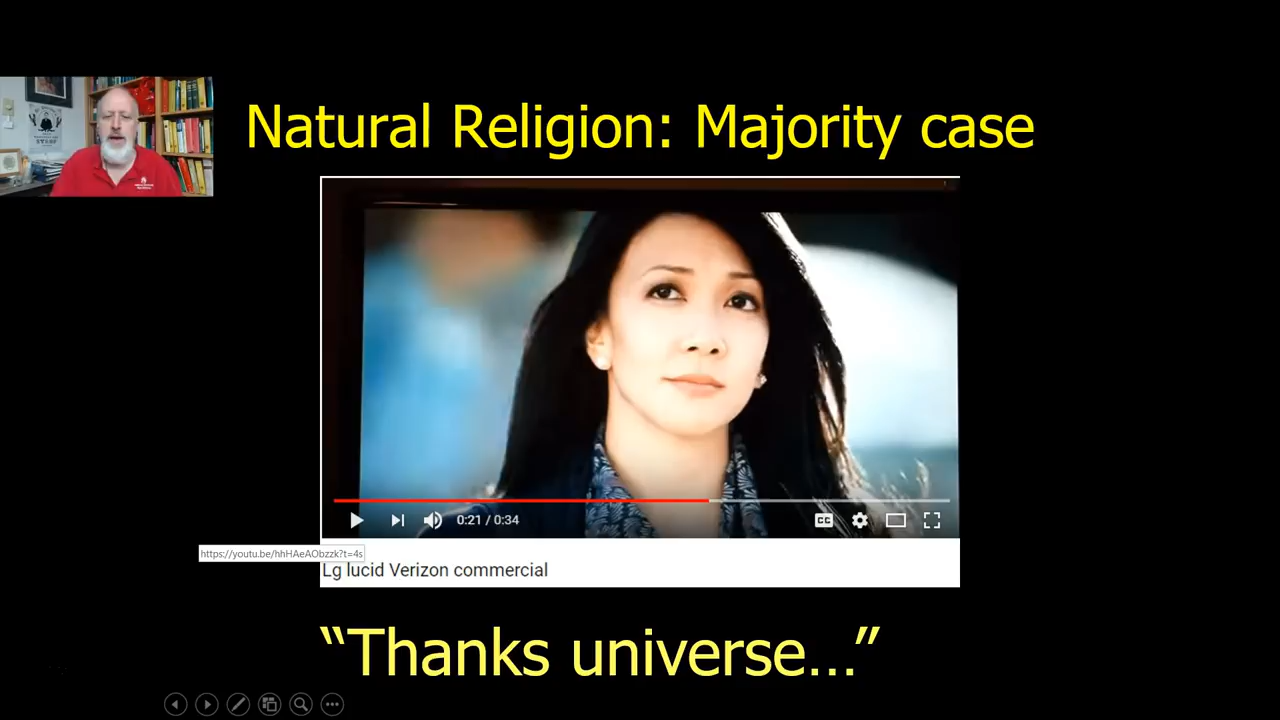 Natural Religion: Majority case
CC
0:21 / 0:34
https://youtu.be/hhHAeAObzzk?t=4s
Lg lucid Verizon commercial
“Thanks universe...”